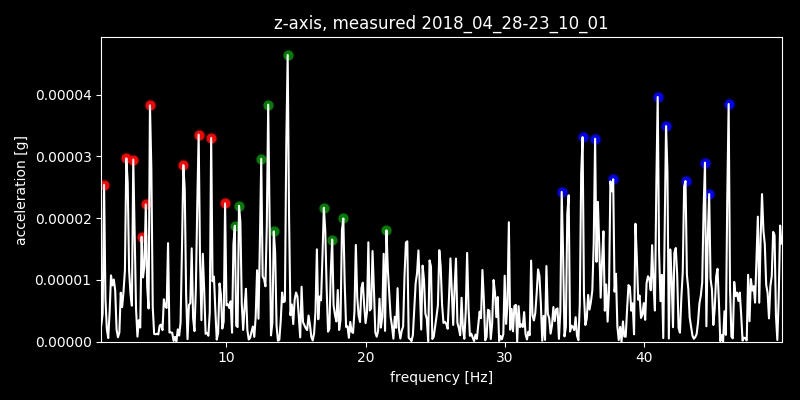 z-axis, measured 2018_04_28-23_10_01
acceleration [g]
0.00004
0.00003
0.00002
0.00001
0.00000
10 20 30 40
frequency [Hz]